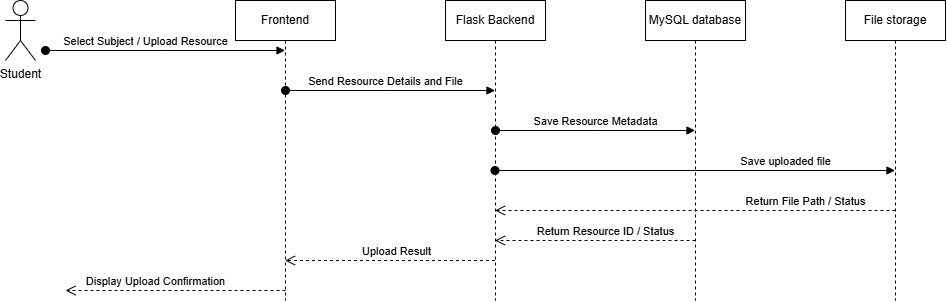 Frontend
Flask Backend
MySQL database
File storage
Select Subject / Upload Resource
Student
Send Resource Details and File
Save Resource Metadata
Save uploaded file
Return File Path / Status
Return Resource ID / Status
Upload Result
Display Upload Confirmation